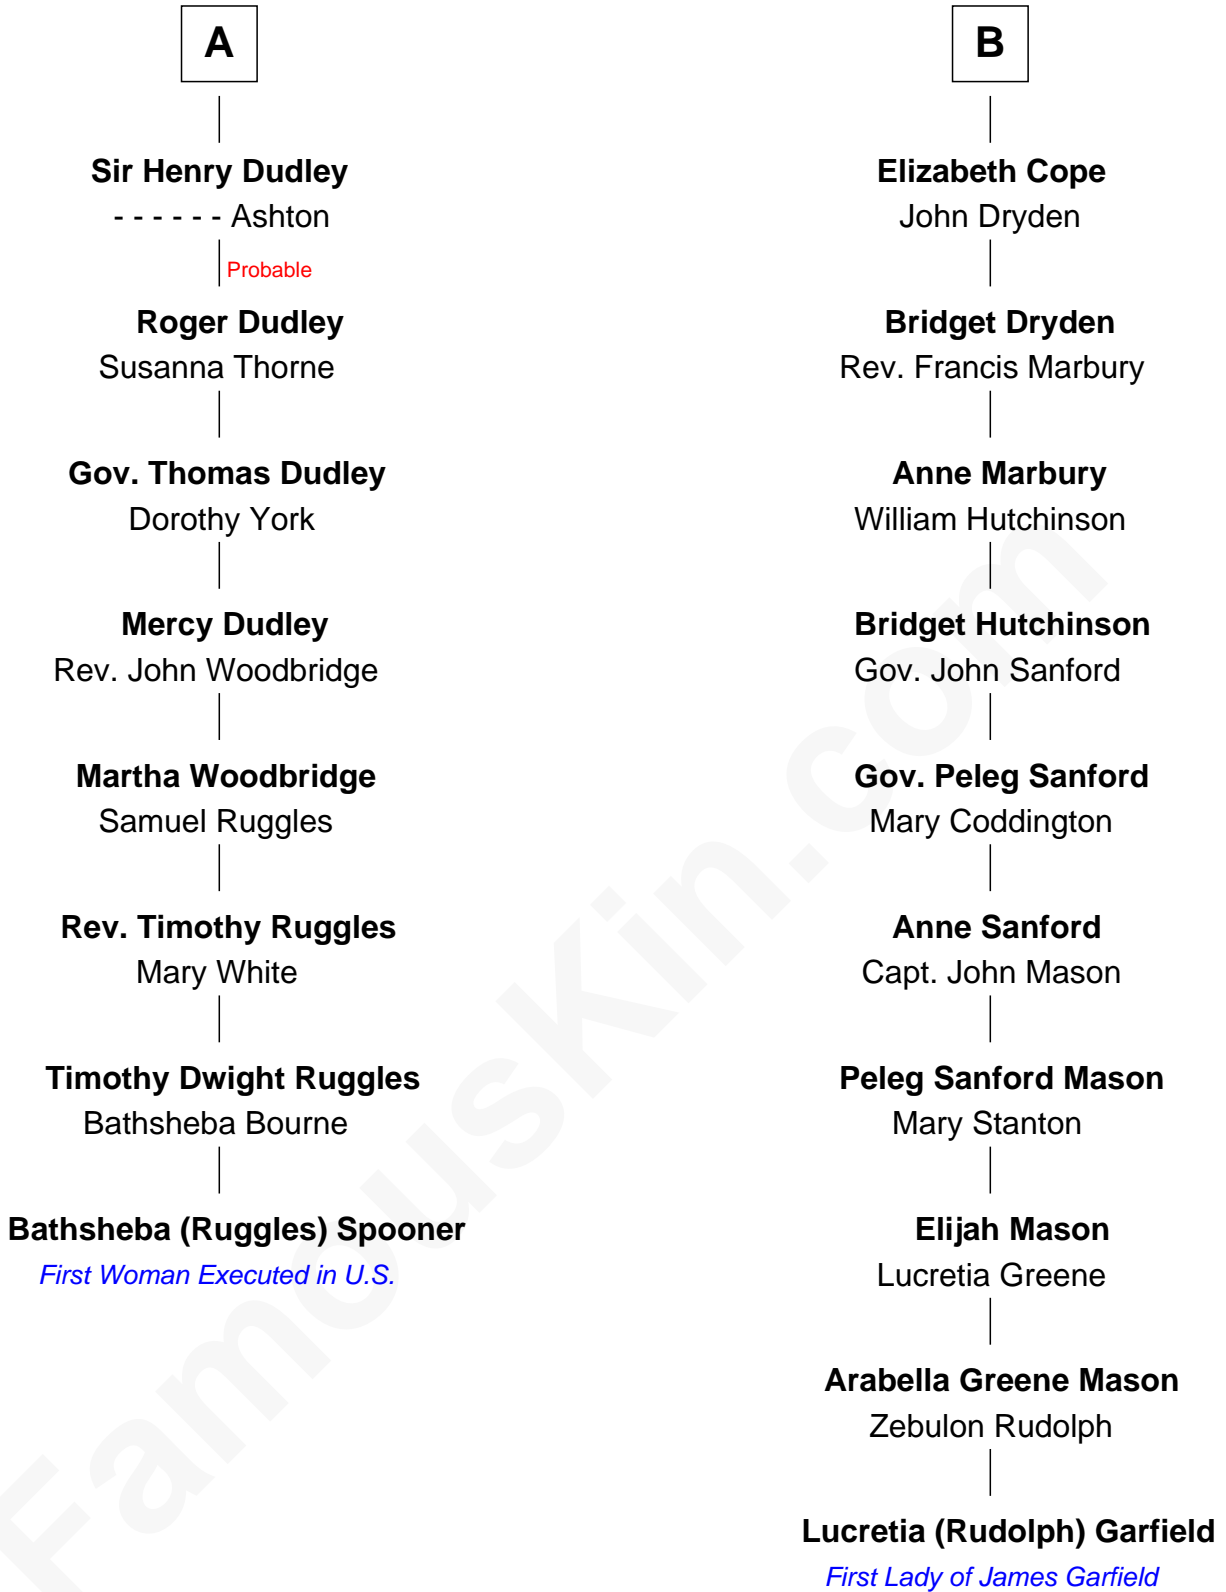 A
Sir Henry Dudley
- - - - - - Ashton
Probable
Roger Dudley
Susanna Thorne
Gov. Thomas Dudley
Dorothy York
Mercy Dudley
Rev. John Woodbridge
Martha Woodbridge
Samuel Ruggles
Rev. Timothy Ruggles
Mary White
Timothy Dwight Ruggles
Bathsheba Bourne
Bathsheba (Ruggles) Spooner
First Woman Executed in U.S.
B
Elizabeth Cope
John Dryden
Bridget Dryden
Rev. Francis Marbury
Anne Marbury
William Hutchinson
Bridget Hutchinson
Gov. John Sanford
Gov. Peleg Sanford
Mary Coddington
Anne Sanford
Capt. John Mason
Peleg Sanford Mason
Mary Stanton
Elijah Mason
Lucretia Greene
Arabella Greene Mason
Zebulon Rudolph
Lucretia (Rudolph) Garfield
First Lady of James Garfield
FamousKin.com